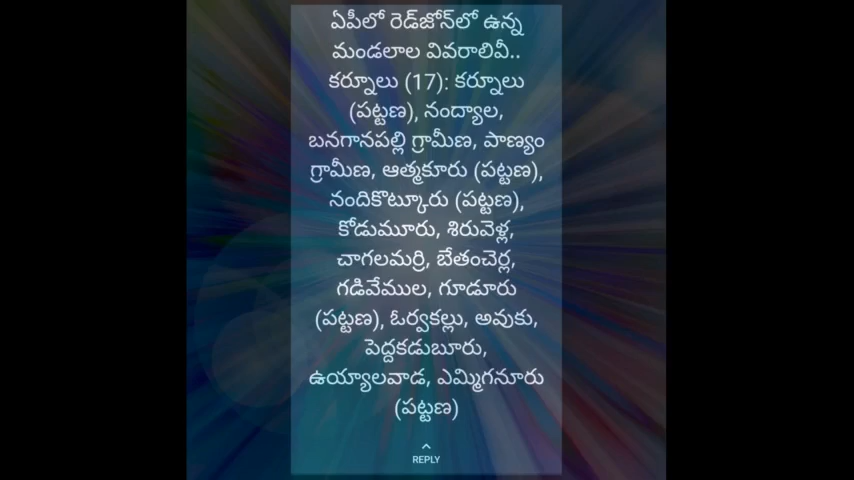 ఏపీలో రెడ్‌జోన్‌లో ఉన్న
మండలాల వివరాలివీ..
కర్నూలు (17): కర్నూలు
(పట్టణ), నంద్యాల,
బనగానపల్లి గ్రామీణ, పాణ్యం
గ్రామీణ, ఆత్మకూరు (పట్టణ),
నందికొట్కూరు (పట్టణ),
కోడుమూరు, శిరువెళ్ల,
చాగలమర్రి, బేతంచెర్ల,
గడివేముల, గూడూరు
(పట్టణ), ఓర్వకల్లు, అవుకు,
పెద్దకడుబూరు,
ఉయ్యాలవాడ, ఎమ్మిగనూరు
(పట్టణ)
REPLY